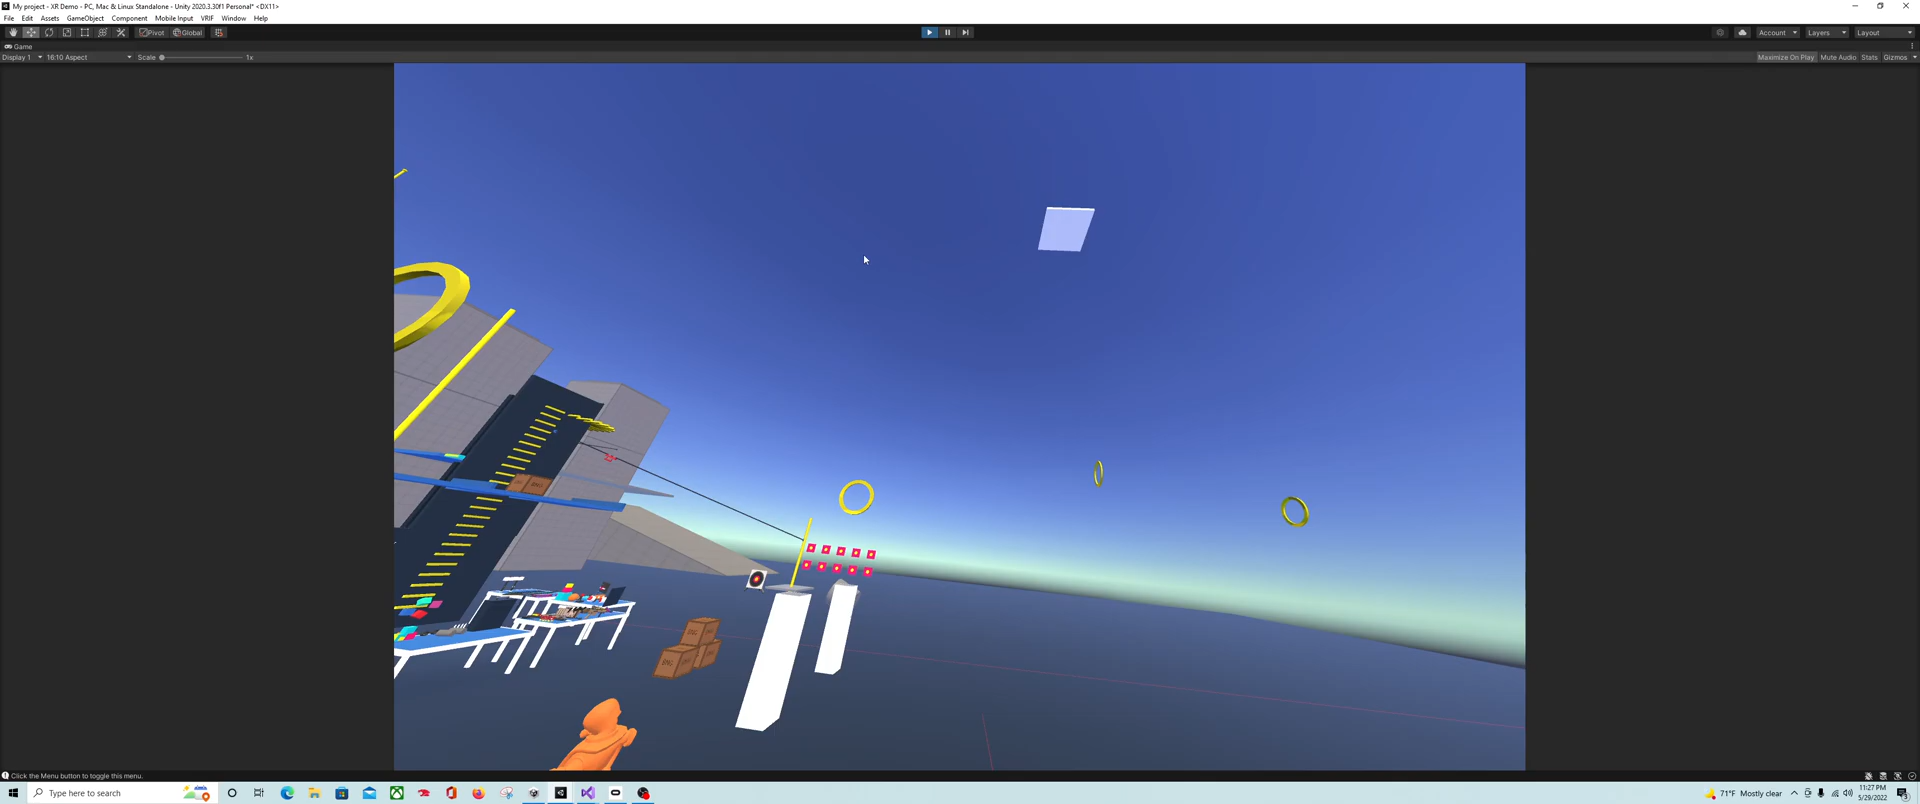 My project - XR Demo - PC, Mac & Linux Standalone - Unity 2020.3.30f1 Personal* <DX11>
File Edit Assets GameObject Component Mobile Input VRIF Window Help
Pivot Global Account Layers Layout
Game
Display 1 16:10 Aspect Scale 1x Maximize On Play Mute Audio Stats Gizmos
Click the Menu button to toggle this menu.
Type here to search
71°F Mostly clear
11:27 PM
5/29/2022
3